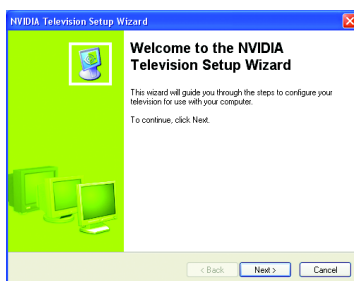 NVIDIA Television Setup Wizard
Welcome to the NVIDIA
Television Setup Wizard
This wizard will guide you through the steps to configure your
television for use with your computer.
To continue, click Next.
< Back
Next >
Cancel